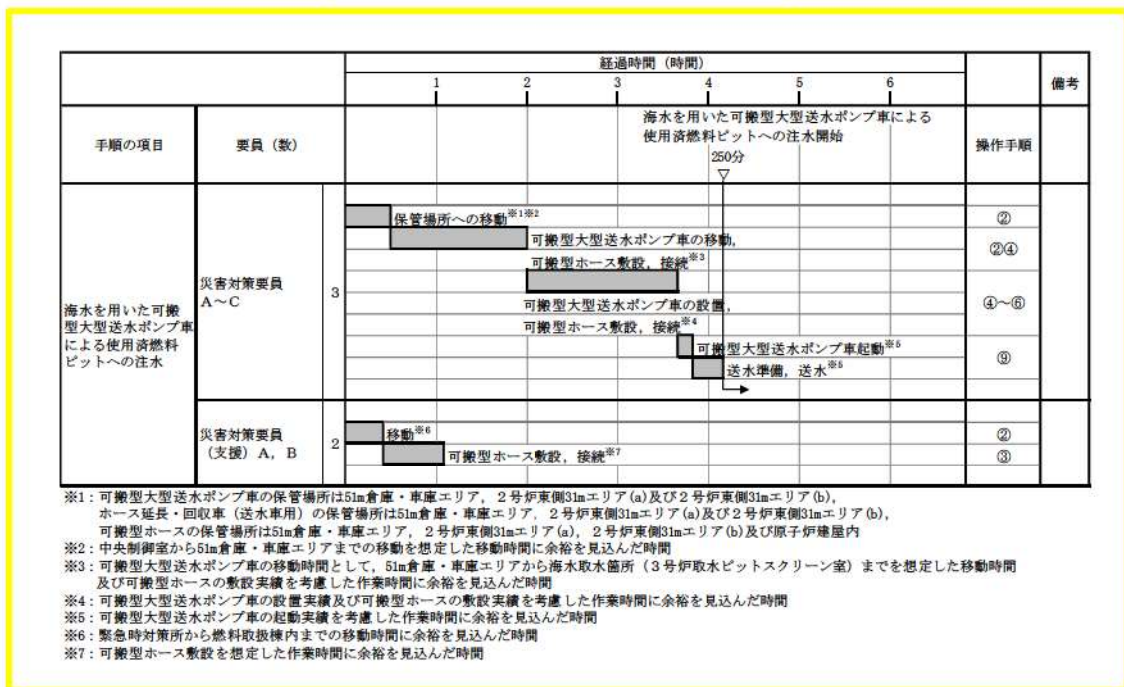 経過時間（時間）
1 2 3 4 5 6
備考
手順の項目
要員（数）
海水を用いた可搬型大型送水ポンプ車による
使用済燃料ピットへの注水開始
250分
▽
操作手順
海水を用いた可搬
型大型送水ポンプ車
による使用済燃料
ピットへの注水
災害対策要員
A～C
3
保管場所への移動※1※2
②
可搬型大型送水ポンプ車の移動，
可搬型ホース敷設，接続※3
②④
可搬型大型送水ポンプ車の設置，
可搬型ホース敷設，接続※4
④～⑥
可搬型大型送水ポンプ車起動※5
送水準備，送水※5
⑨
災害対策要員
（支援）A，B
2
移動※6
②
可搬型ホース敷設，接続※7
③
※1：可搬型大型送水ポンプ車の保管場所は51m倉庫・車庫エリア，2号炉東側31mエリア(a)及び2号炉東側31mエリア(b)，
ホース延長・回収車（送水車用）の保管場所は51m倉庫・車庫エリア，2号炉東側31mエリア(a)及び2号炉東側31mエリア(b)，
可搬型ホースの保管場所は51m倉庫・車庫エリア，2号炉東側31mエリア(a)，2号炉東側31mエリア(b)及び原子炉建屋内
※2：中央制御室から51m倉庫・車庫エリアまでの移動を想定した移動時間に余裕を見込んだ時間
※3：可搬型大型送水ポンプ車の移動時間として，51m倉庫・車庫エリアから海水取水箇所（3号炉取水ピットスクリーン室）までを想定した移動時間
及び可搬型ホースの敷設実績を考慮した作業時間に余裕を見込んだ時間
※4：可搬型大型送水ポンプ車の設置実績及び可搬型ホースの敷設実績を考慮した作業時間に余裕を見込んだ時間
※5：可搬型大型送水ポンプ車の起動実績を考慮した作業時間に余裕を見込んだ時間
※6：緊急時対策所から燃料取扱棟内までの移動時間に余裕を見込んだ時間
※7：可搬型ホース敷設を想定した作業時間に余裕を見込んだ時間